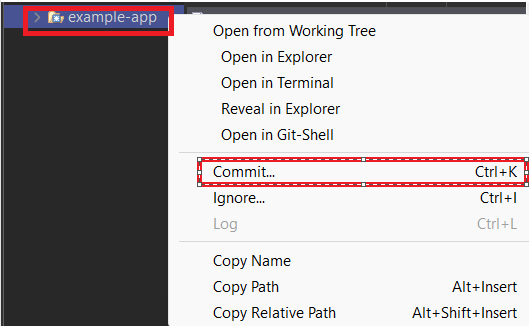 example-app
Open from Working Tree
Open in Explorer
Open in Terminal
Reveal in Explorer
Open in Git-Shell
Commit... Ctrl+K
Ignore... Ctrl+I
Log Ctrl+L
Copy Name
Copy Path Alt+Insert
Copy Relative Path Alt+Shift+Insert